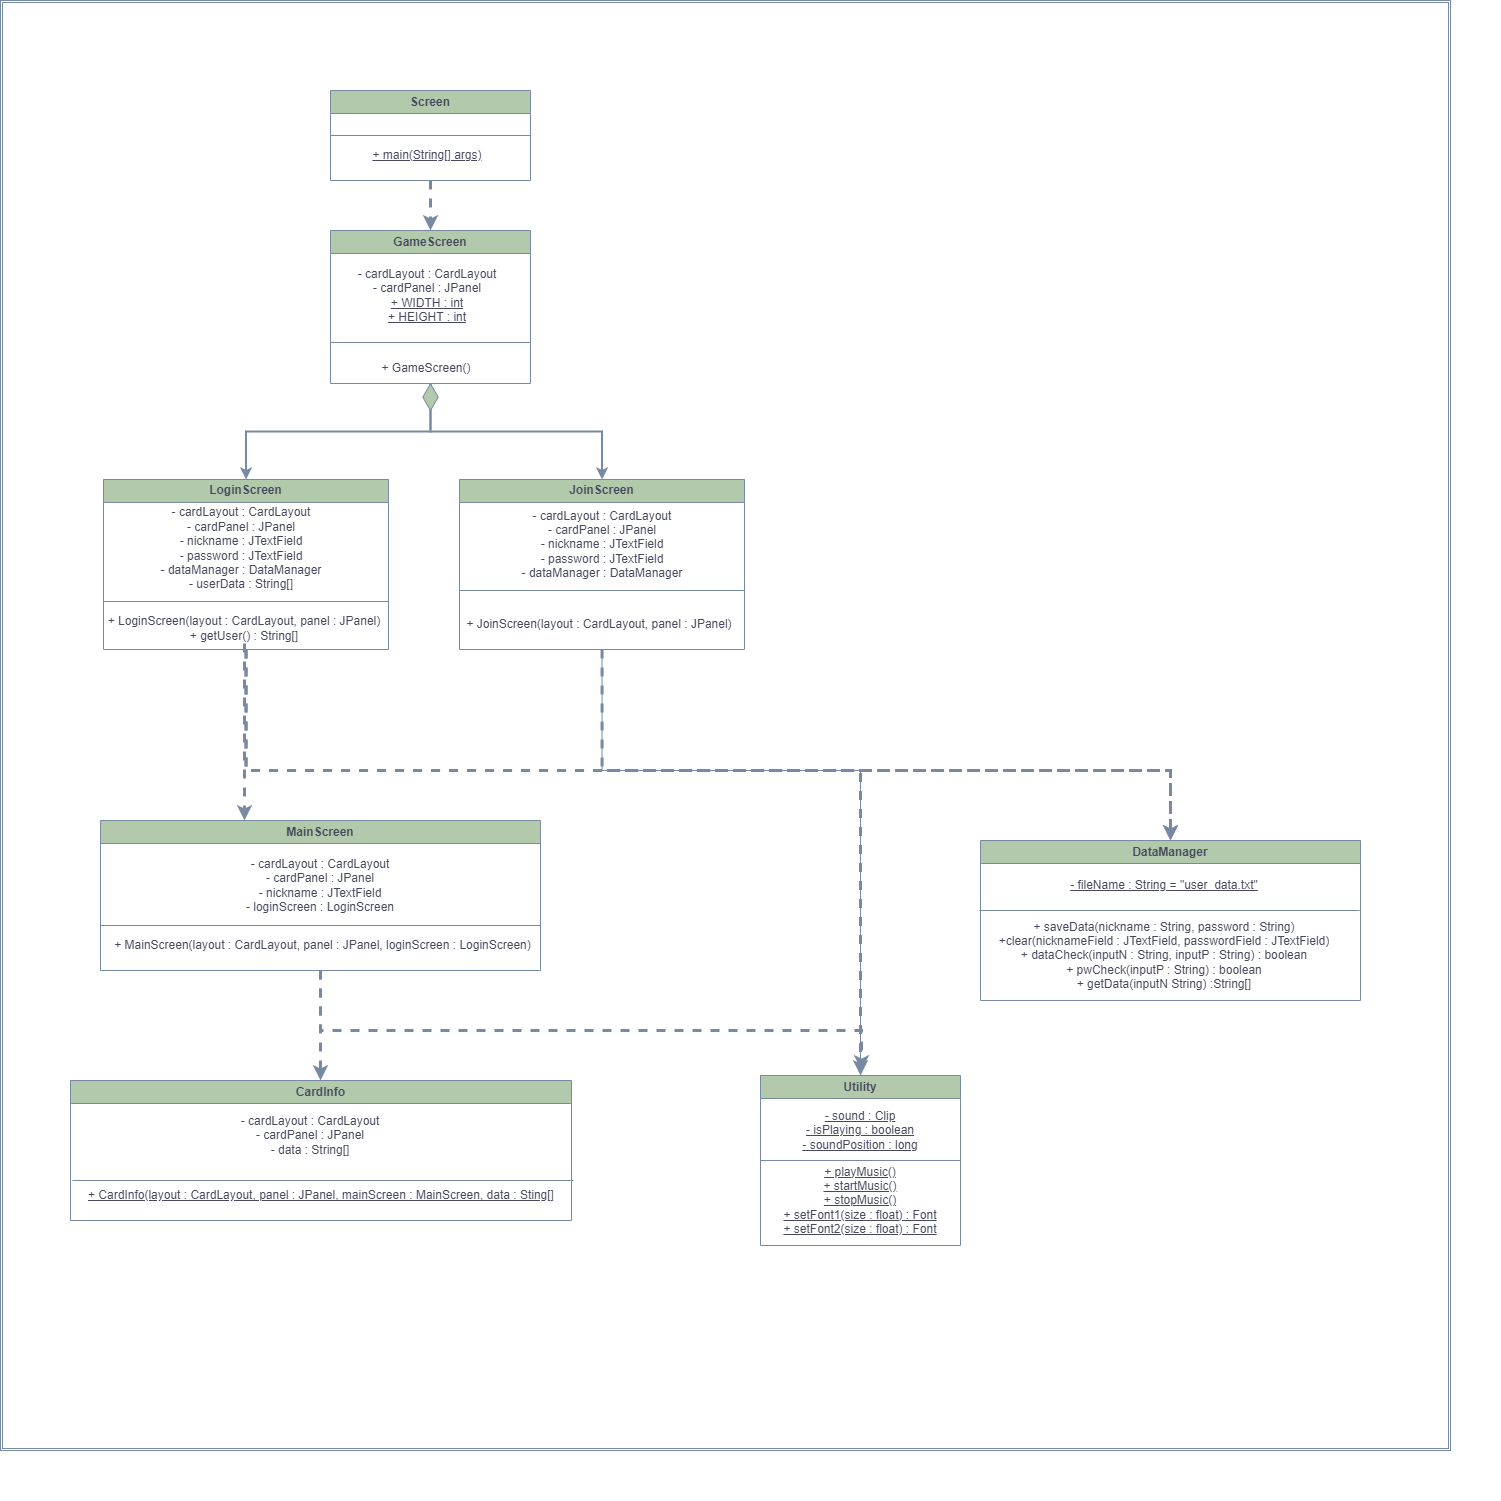 Screen
+ main(String[] args)
GameScreen
- cardLayout : CardLayout
- cardPanel : JPanel
+ WIDTH : int
+ HEIGHT : int
+ GameScreen()
LoginScreen
- cardLayout : CardLayout
- cardPanel : JPanel
- nickname : JTextField
- password : JTextField
- dataManager : DataManager
- userData : String[]
+ LoginScreen(layout : CardLayout, panel : JPanel)
+ getUser() : String[]
JoinScreen
- cardLayout : CardLayout
- cardPanel : JPanel
- nickname : JTextField
- password : JTextField
- dataManager : DataManager
+ JoinScreen(layout : CardLayout, panel : JPanel)
MainScreen
- cardLayout : CardLayout
- cardPanel : JPanel
- nickname : JTextField
- loginScreen : LoginScreen
+ MainScreen(layout : CardLayout, panel : JPanel, loginScreen : LoginScreen)
DataManager
- fileName : String = "user_data.txt"
+ saveData(nickname : String, password : String)
+clear(nicknameField : JTextField, passwordField : JTextField)
+ dataCheck(inputN : String, inputP : String) : boolean
+ pwCheck(inputP : String) : boolean
+ getData(inputN String) :String[]
CardInfo
- cardLayout : CardLayout
- cardPanel : JPanel
- data : String[]
+ CardInfo(layout : CardLayout, panel : JPanel, mainScreen : MainScreen, data : Sting[]
Utility
- sound : Clip
- isPlaying : boolean
- soundPosition : long
+ playMusic()
+ startMusic()
+ stopMusic()
+ setFont1(size : float) : Font
+ setFont2(size : float) : Font